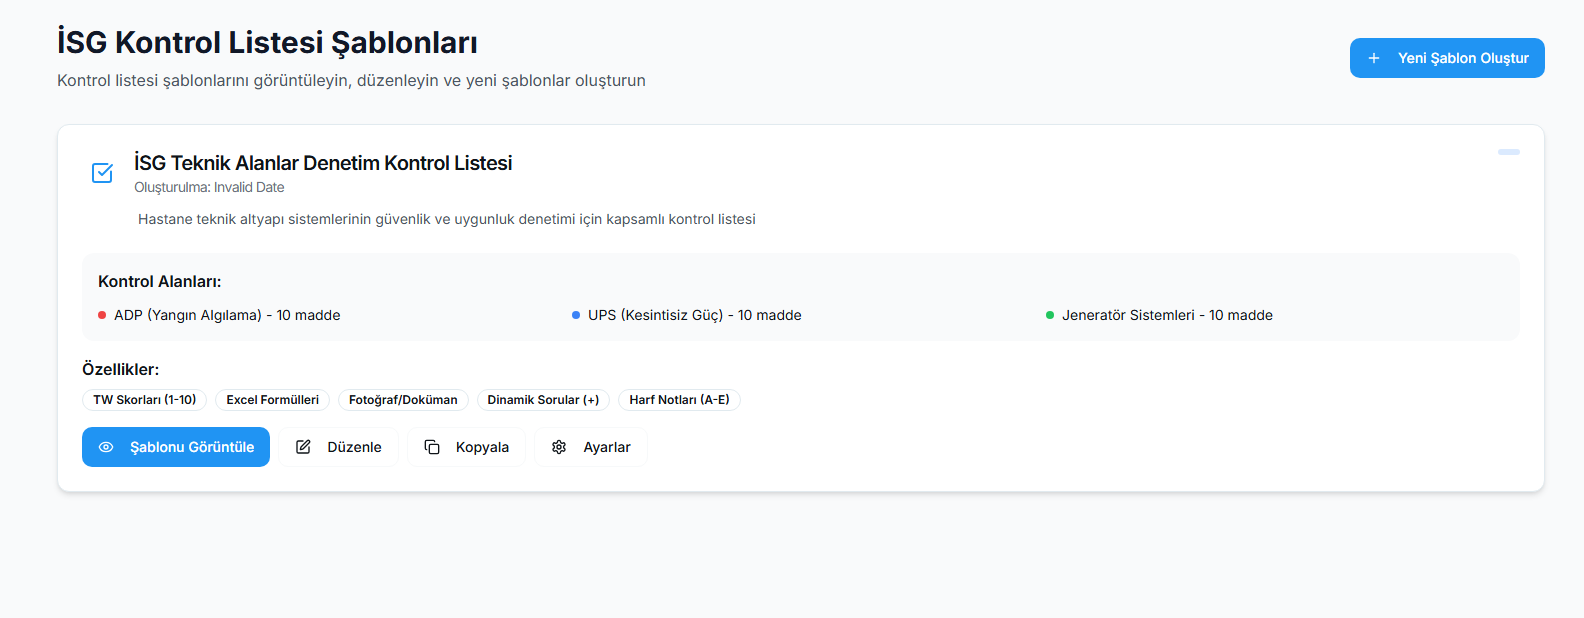 İSG Kontrol Listesi Şablonları
Kontrol listesi şablonlarını görüntüleyin, düzenleyin ve yeni şablonlar oluşturun
+ Yeni Şablon Oluştur
İSG Teknik Alanlar Denetim Kontrol Listesi
Oluşturulma: Invalid Date
Hastane teknik altyapı sistemlerinin güvenlik ve uygunluk denetimi için kapsamlı kontrol listesi
Kontrol Alanları:
ADP (Yangın Algılama) - 10 madde
UPS (Kesintisiz Güç) - 10 madde
Jeneratör Sistemleri - 10 madde
Özellikler:
TW Skorları (1-10)
Excel Formülleri
Fotoğraf/Doküman
Dinamik Sorular (+)
Harf Notları (A-E)
Şablonu Görüntüle
Düzenle
Kopyala
Ayarlar